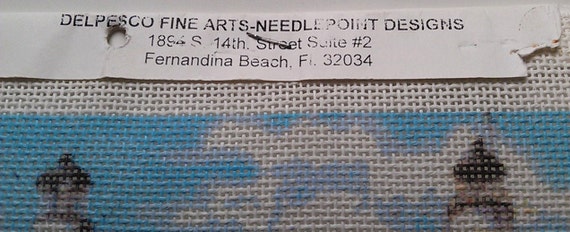 DELPESCO FINE ARTS-NEEDLEPOINT DESIGNS
1894 S. 14th. Street Suite #2
Fernandina Beach, Fl. 32034